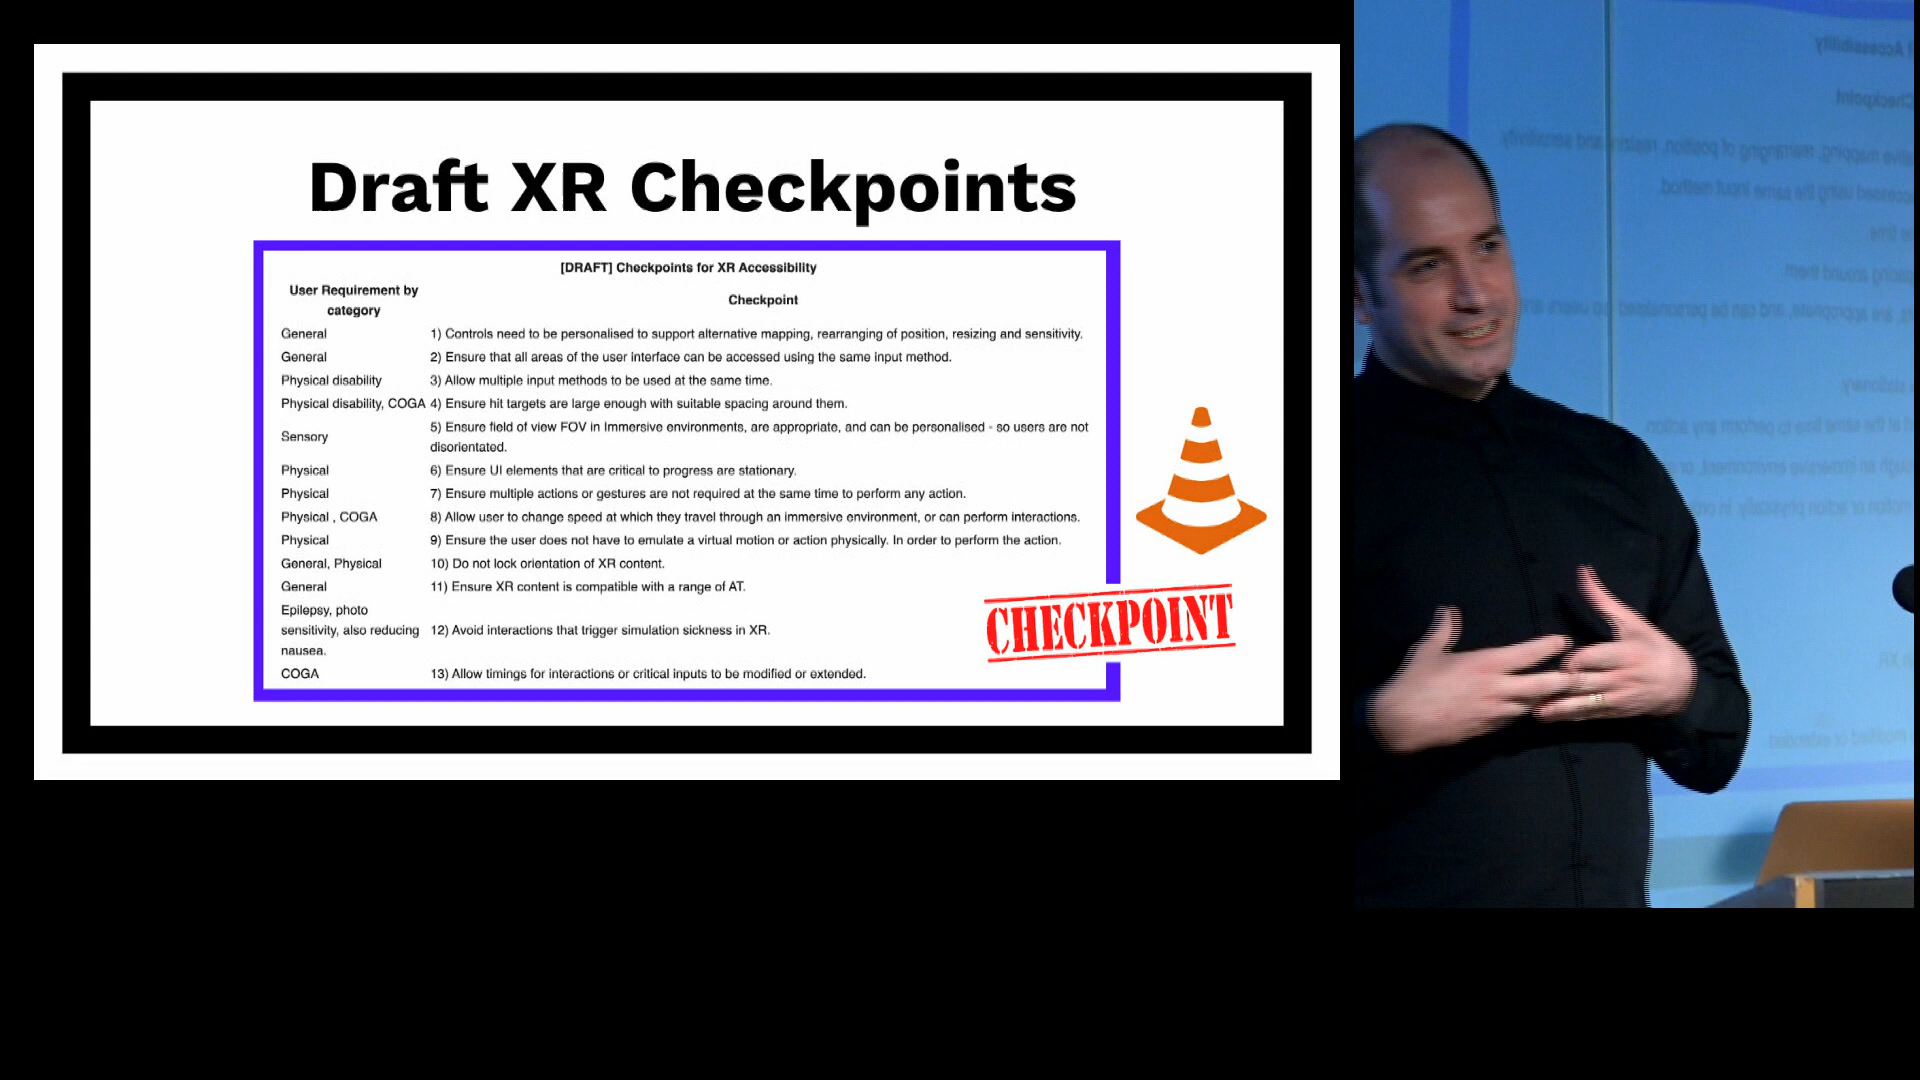 Draft XR Checkpoints
[DRAFT] Checkpoints for XR Accessibility
User Requirement by
category
Checkpoint
General 1) Controls need to be personalised to support alternative mapping, rearranging of position, resizing and sensitivity.
General 2) Ensure that all areas of the user interface can be accessed using the same input method.
Physical disability 3) Allow multiple input methods to be used at the same time.
Physical disability, COGA 4) Ensure hit targets are large enough with suitable spacing around them.
Sensory 5) Ensure field of view FOV in Immersive environments, are appropriate, and can be personalised - so users are not
disorientated.
Physical 6) Ensure UI elements that are critical to progress are stationary.
Physical 7) Ensure multiple actions or gestures are not required at the same time to perform any action.
Physical , COGA 8) Allow user to change speed at which they travel through an immersive environment, or can perform interactions.
Physical 9) Ensure the user does not have to emulate a virtual motion or action physically. In order to perform the action.
General, Physical 10) Do not lock orientation of XR content.
General 11) Ensure XR content is compatible with a range of AT.
Epilepsy, photo
sensitivity, also reducing 12) Avoid interactions that trigger simulation sickness in XR.
nausea.
COGA 13) Allow timings for interactions or critical inputs to be modified or extended.
CHECKPOINT